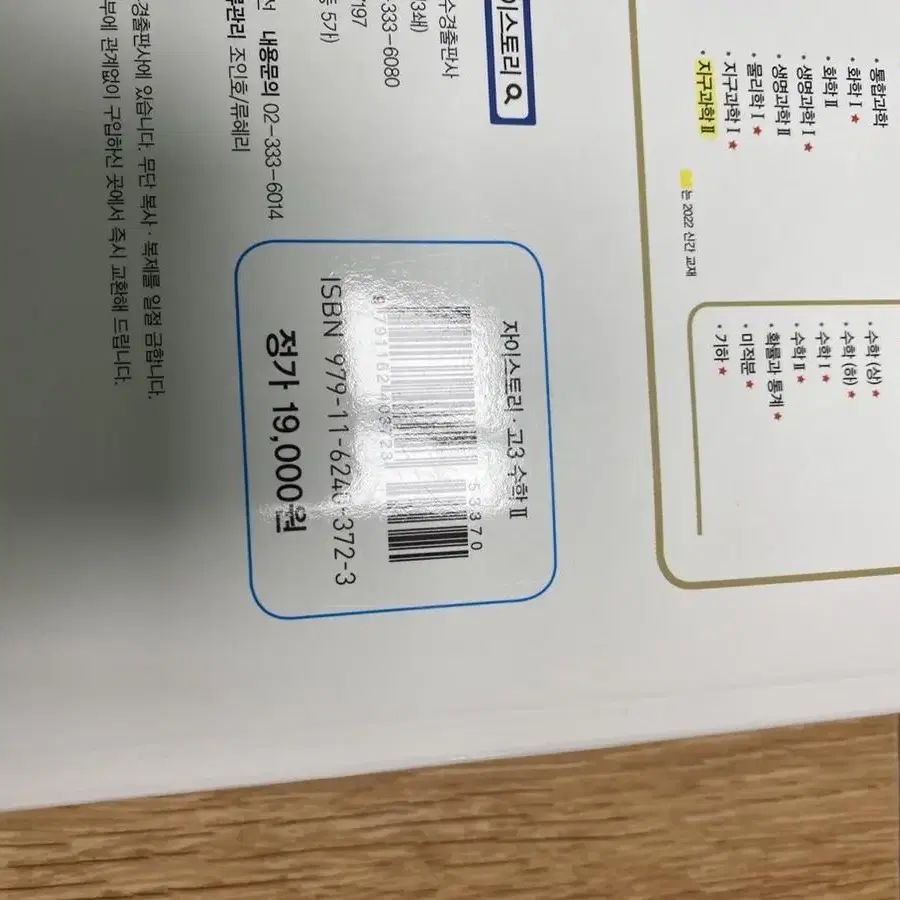 · 통합과학
· 화학 I ★
· 화학 II
· 생명과학 I ★
· 생명과학 II
· 물리학 I ★
· 지구과학 I ★
· 지구과학 II
는 2022 신간 교재
· 수학 (상) ★
· 수학 (하) ★
· 수학 I ★
· 수학 II ★
· 확률과 통계 ★
· 미적분 ★
· 기하 ★
이스토리
수경출판사
3쇄)
333-6080
197
5가)
내용문의 02-333-6014
관리 조인호/류혜리
경출판사에 있습니다. 무단 복사 · 복제를 일절 금합니다.
부에 관계없이 구입하신 곳에서 즉시 교환해 드립니다.
자이스토리 · 고3 수학 II
53370
9791162403723
ISBN 979-11-6240-372-3
정가 19,000원